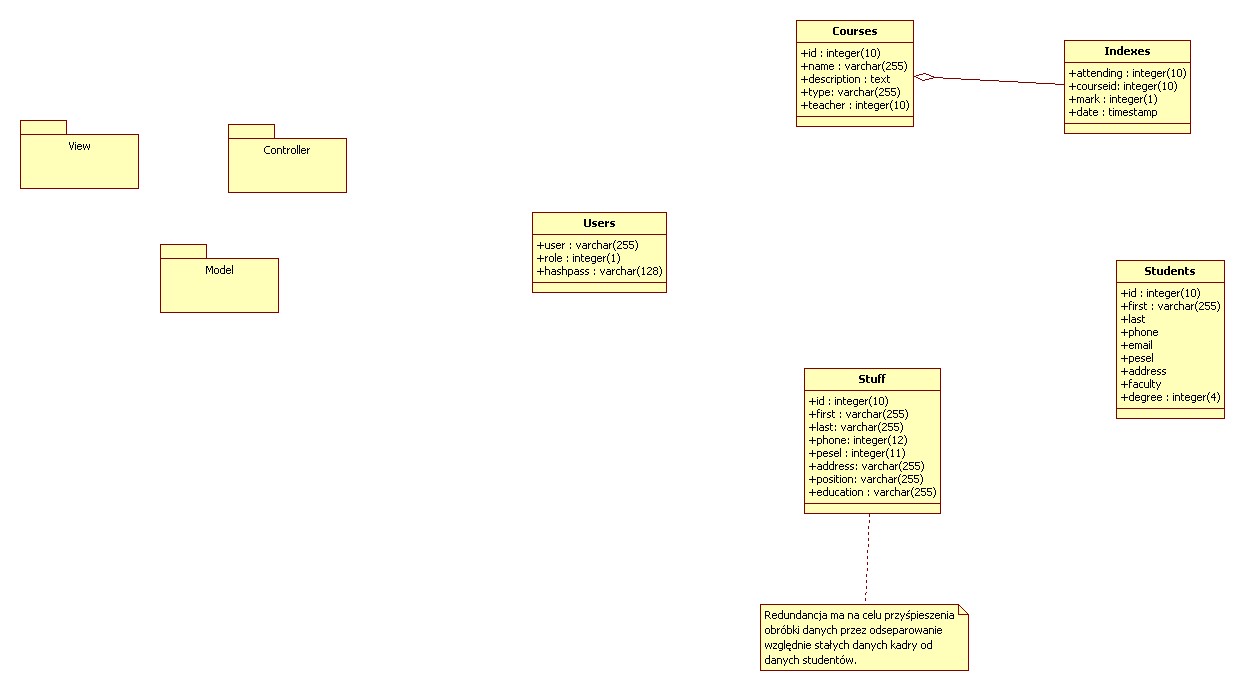 View
Controller
Model
Users
+user : varchar(255)
+role : integer(1)
+hashpass : varchar(128)
Courses
+id : integer(10)
+name : varchar(255)
+description : text
+type: varchar(255)
+teacher : integer(10)
Indexes
+attending : integer(10)
+courseid: integer(10)
+mark : integer(1)
+date : timestamp
Students
+id : integer(10)
+first : varchar(255)
+last
+phone
+email
+pesel
+address
+faculty
+degree : integer(4)
Stuff
+id : integer(10)
+first : varchar(255)
+last: varchar(255)
+phone: integer(12)
+pesel : integer(11)
+address: varchar(255)
+position: varchar(255)
+education : varchar(255)
Redundancja ma na celu przyśpieszenia
obróbki danych przez odseparowanie
względnie stałych danych kadry od
danych studentów.